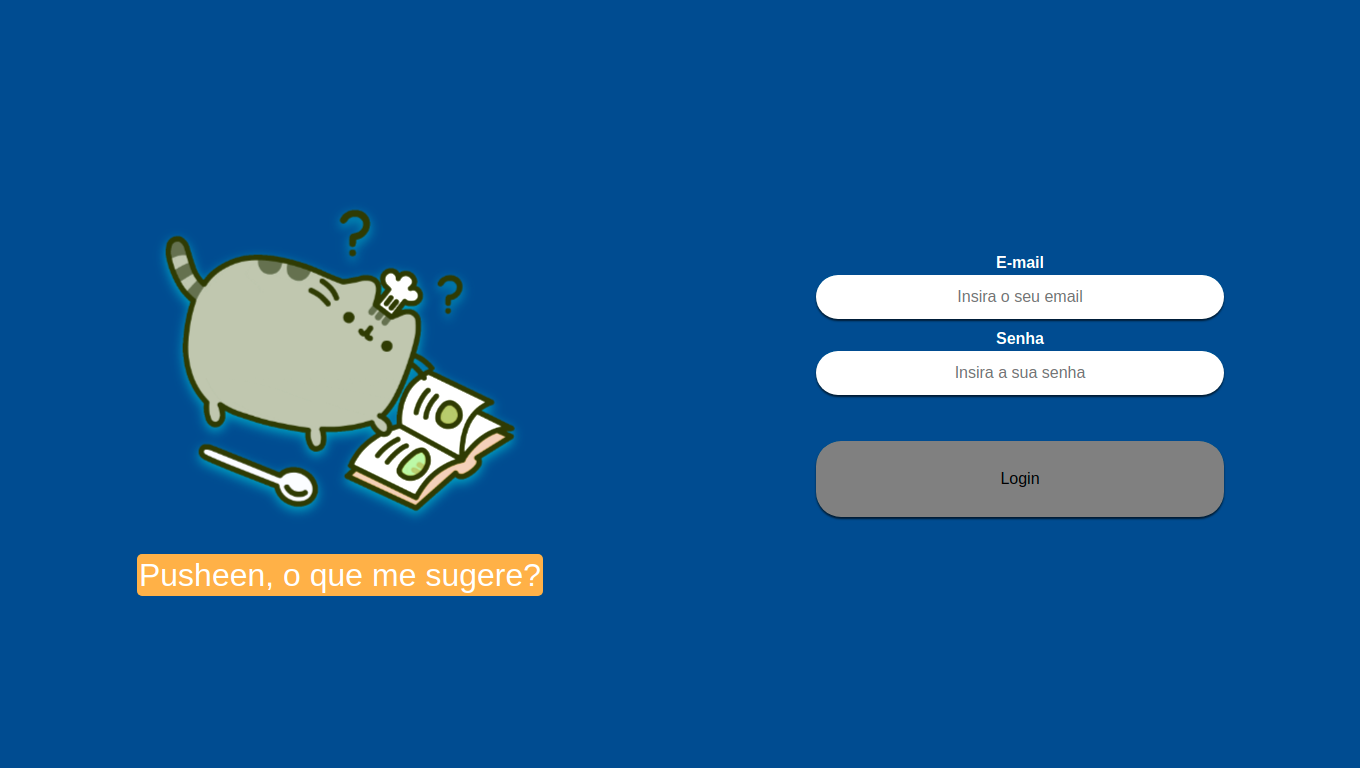 ?
?
Pusheen, o que me sugere?
E-mail
Insira o seu email
Senha
Insira a sua senha
Login